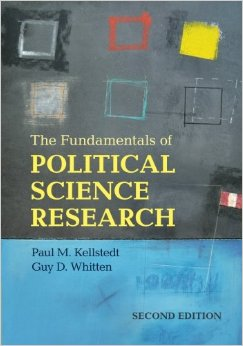 The Fundamentals of
POLITICAL
SCIENCE
RESEARCH
Paul M. Kellstedt
Guy D. Whitten
SECOND EDITION